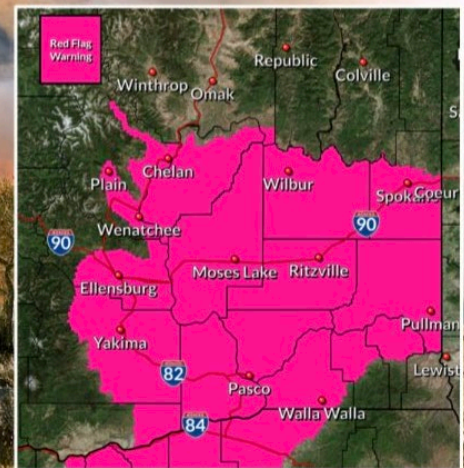 Red Flag
Warning
Republic
Colville
Winthrop
Omak
Chelan
Plain
Wilbur
Spokane
Coeur
Wenatchee
90
90
Moses Lake
Ritzville
Ellensburg
Pullman
Yakima
82
Pasco
Lewist
Walla Walla
84